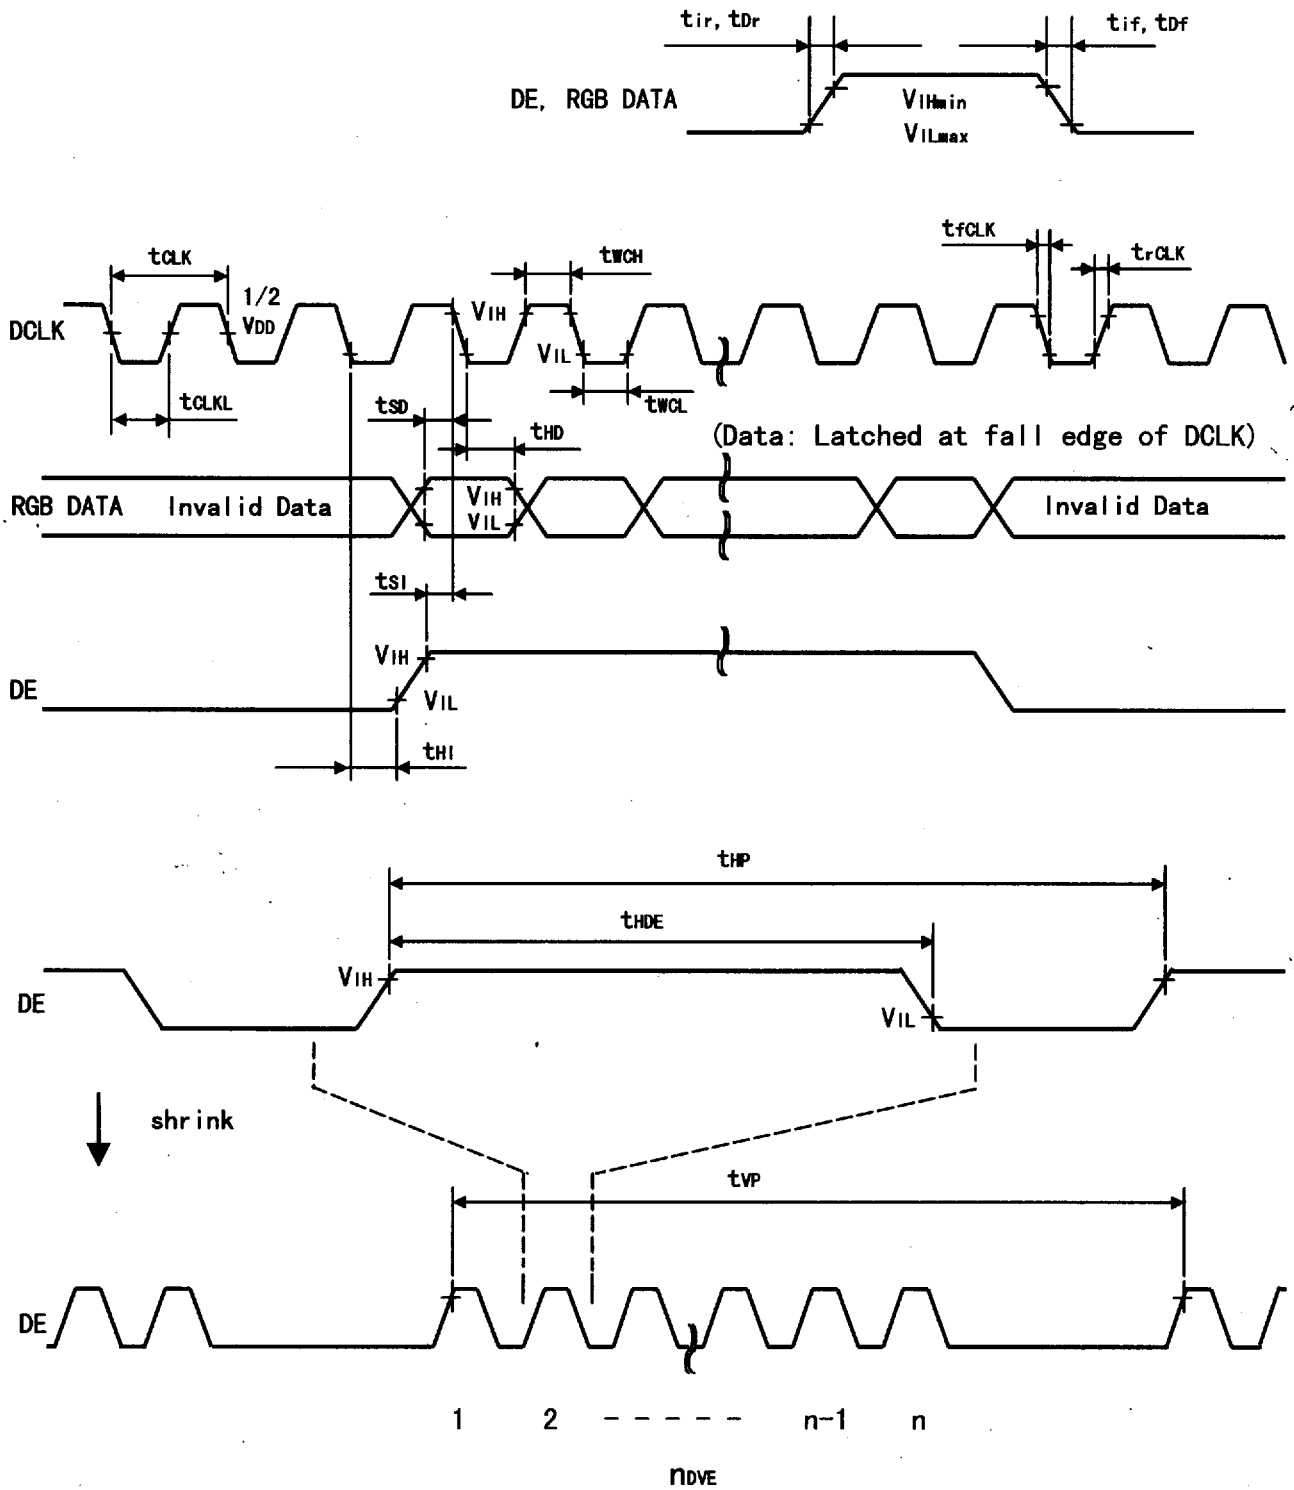 tir, tDr
tif, tDf
DE, RGB DATA
VIHmin
VILmax
tCLK
tWCH
tfCLK
trCLK
1/2
VDD
DCLK
VIH
VIL
tCLKL
tSD
tWCL
tHD
(Data: Latched at fall edge of DCLK)
RGB DATA
Invalid Data
VIH
VIL
Invalid Data
tSI
VIH
DE
VIL
tHI
tHP
tHDE
DE
VIH
VIL
shrink
tVP
DE
1 2 ------ n-1 n
nDVE